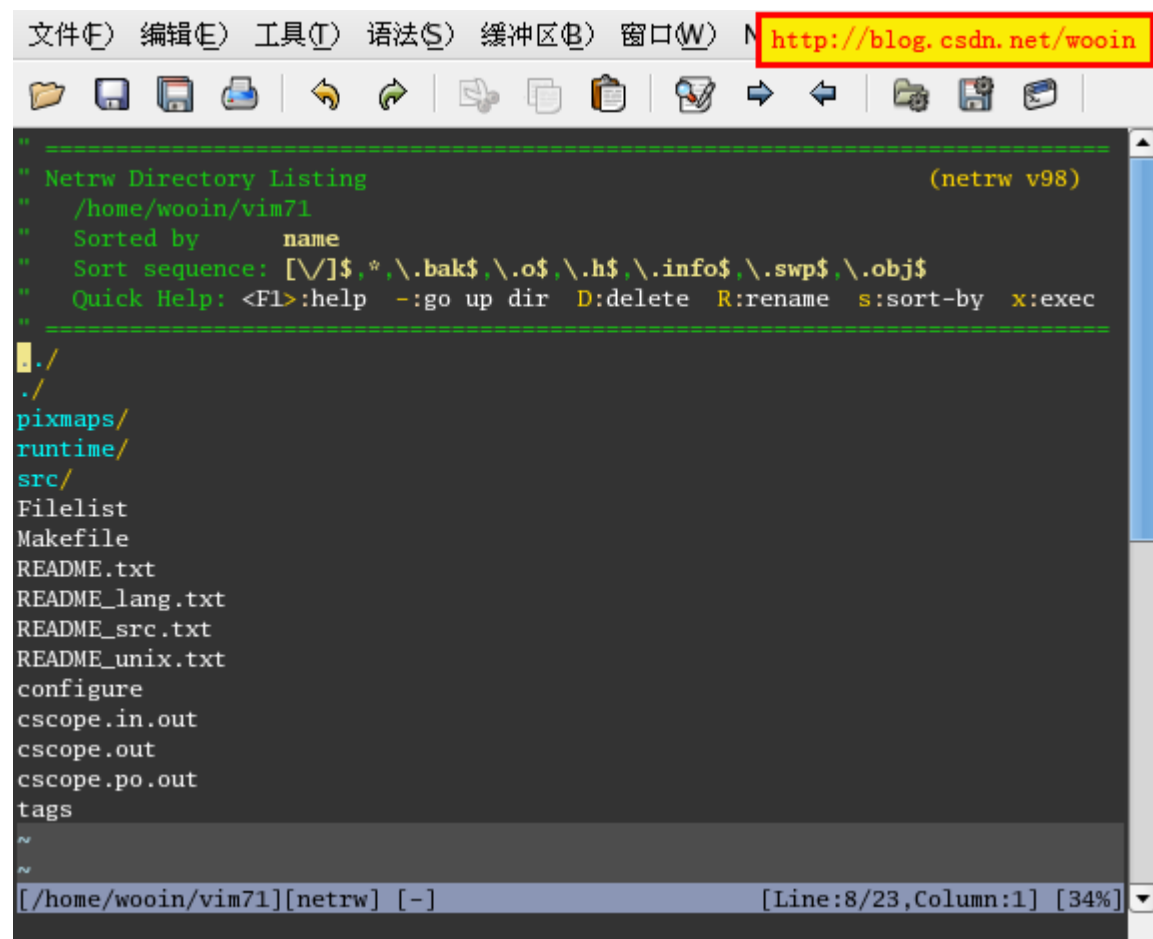 文件(F) 编辑(E) 工具(T) 语法(S) 缓冲区(B) 窗口(W) http://blog.csdn.net/wooin
" ============================================================================
" Netrw Directory Listing (netrw v98)
" /home/wooin/vim71
" Sorted by name
" Sort sequence: [\/]$,*,\.bak$,\.o$,\.h$,\.info$,\.swp$,\.obj$
" Quick Help: <F1>:help -:go up dir D:delete R:rename s:sort-by x:exec
" ============================================================================
../
./
pixmaps/
runtime/
src/
Filelist
Makefile
README.txt
README_lang.txt
README_src.txt
README_unix.txt
configure
cscope.in.out
cscope.out
cscope.po.out
tags
~
~
[/home/wooin/vim71][netrw] [-] [Line:8/23,Column:1] [34%]